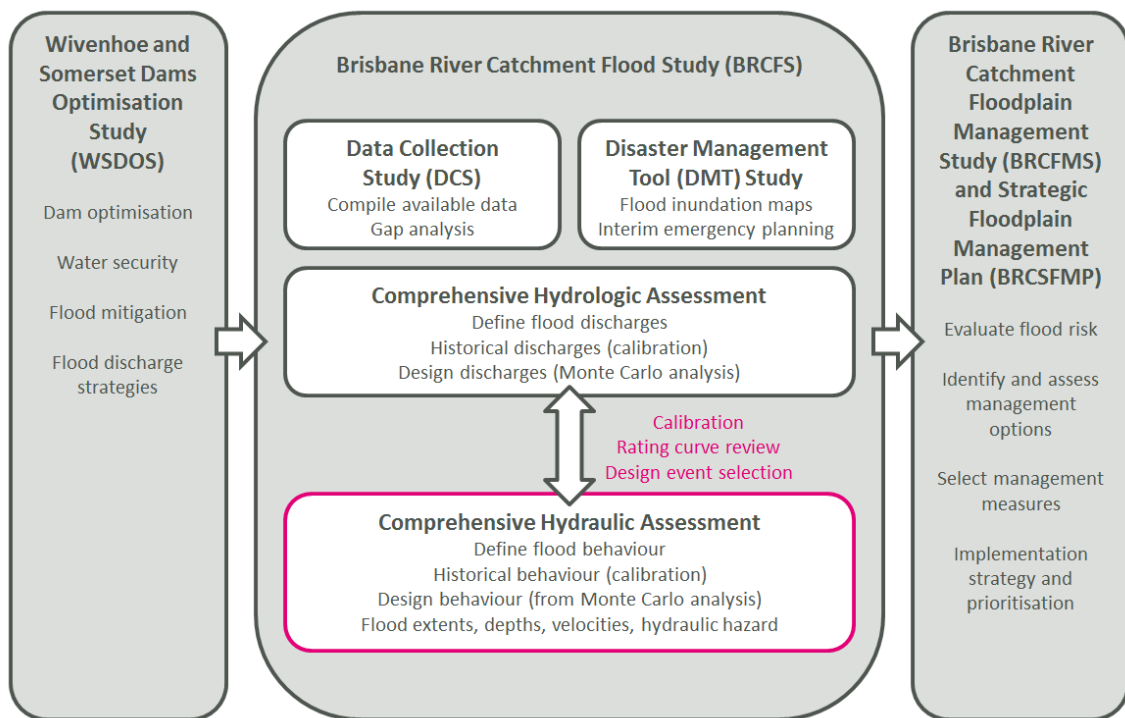 Wivenhoe and
Somerset Dams
Optimisation
Study
(WSDOS)
Dam optimisation
Water security
Flood mitigation
Flood discharge
strategies
Brisbane River Catchment Flood Study (BRCFS)
Data Collection
Study (DCS)
Compile available data
Gap analysis
Disaster Management
Tool (DMT) Study
Flood inundation maps
Interim emergency planning
Comprehensive Hydrologic Assessment
Define flood discharges
Historical discharges (calibration)
Design discharges (Monte Carlo analysis)
Calibration
Rating curve review
Design event selection
Comprehensive Hydraulic Assessment
Define flood behaviour
Historical behaviour (calibration)
Design behaviour (from Monte Carlo analysis)
Flood extents, depths, velocities, hydraulic hazard
Brisbane River
Catchment
Floodplain
Management
Study (BRCFMS)
and Strategic
Floodplain
Management
Plan (BRCSFMP)
Evaluate flood risk
Identify and assess
management
options
Select management
measures
Implementation
strategy and
prioritisation